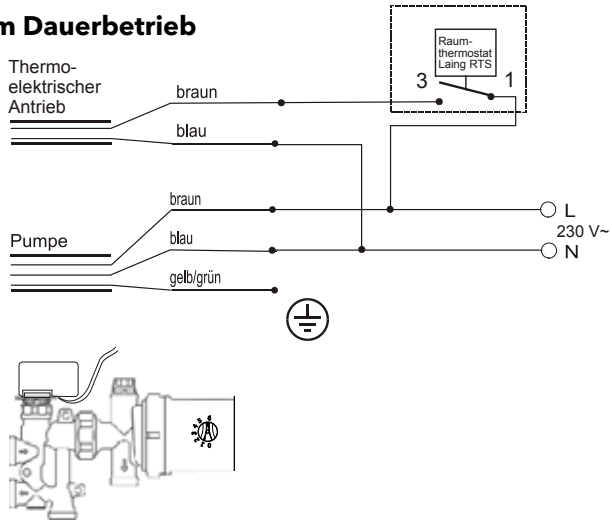 m Dauerbetrieb
Raum-
thermostat
Laing RTS
3
1
Thermo-
elektrischer
Antrieb
braun
blau
braun
L
230 V~
Pumpe
blau
N
gelb/grün